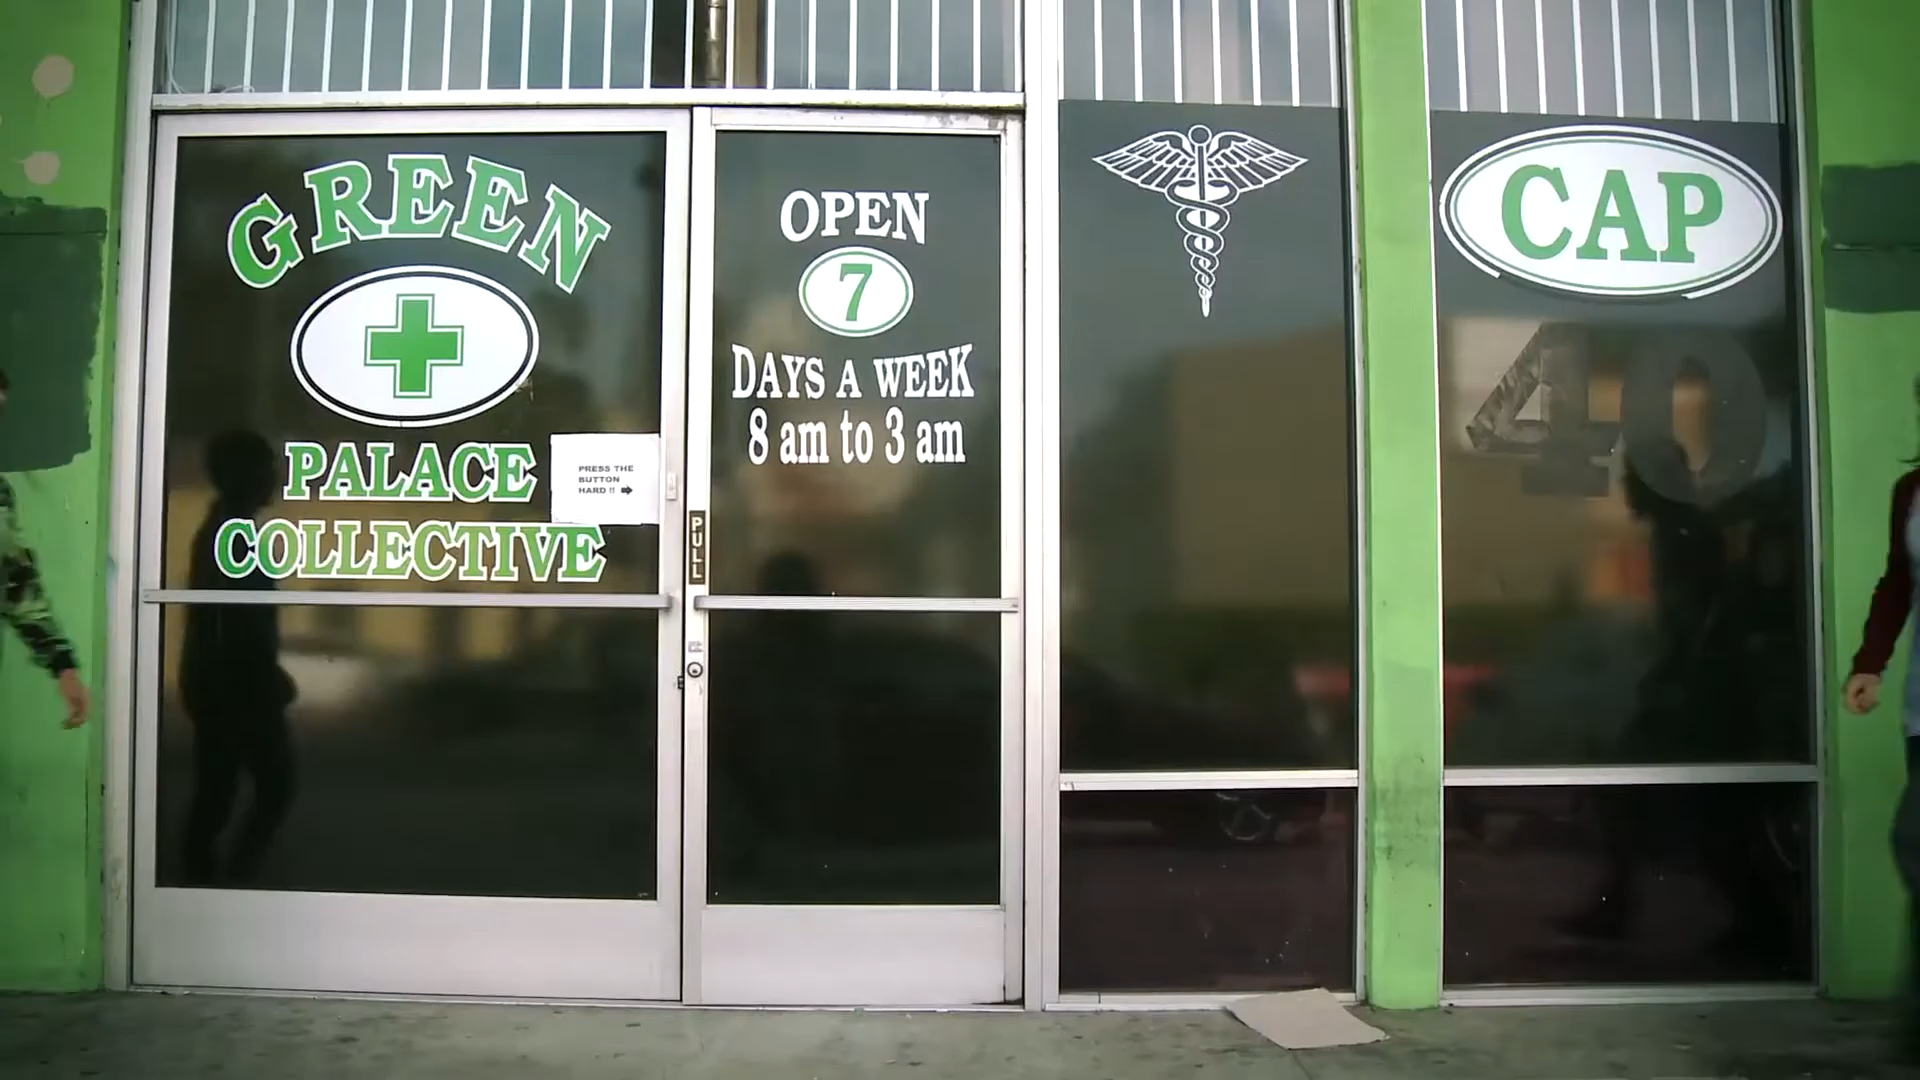 GREEN
PALACE
COLLECTIVE
PRESS THE
BUTTON
HARD !!
PULL
OPEN
7
DAYS A WEEK
8 am to 3 am
CAP
40